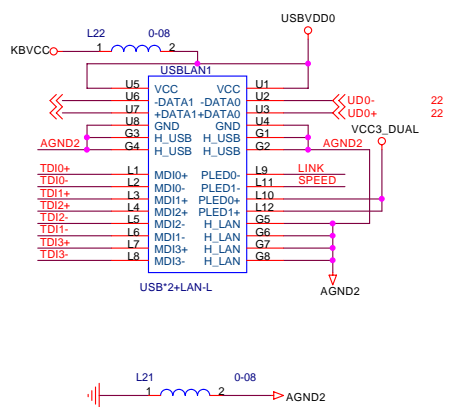 USBVDD0
L22 0-08
KBVCC 1 2
USBLAN1
U5 VCC VCC U1
U6 -DATA1 -DATA0 U2 UD0- 22
U7 +DATA1 +DATA0 U3 UD0+ 22
U8 GND GND U4
G3 H_USB H_USB G1
AGND2 G4 H_USB H_USB G2 AGND2
VCC3_DUAL
TDI0+ L1 MDI0+ PLED0- L9 LINK
TDI0- L2 MDI0- PLED1- L11 SPEED
TDI1+ L3 MDI1+ PLED0+ L10
TDI2+ L4 MDI2+ PLED1+ L12
TDI2- L5 MDI2- H_LAN G5
TDI1- L6 MDI1- H_LAN G6
TDI3+ L7 MDI3+ H_LAN G7
TDI3- L8 MDI3- H_LAN G8
USB*2+LAN-L
AGND2
L21 0-08
1 2 AGND2